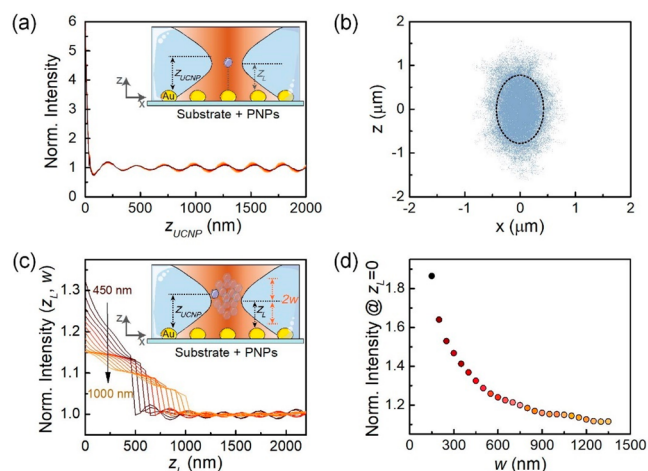 (a)
Norm. Intensity
6
5
4
3
2
1
0
0 250 500 750 1000 1250 1500 1750 2000
z_UCNP (nm)
z_UCNP
z_L
z
x
Au
Substrate + PNPs
(b)
z (μm)
2
1
0
-1
-2
-2 -1 0 1 2
x (μm)
(c)
Norm. Intensity (z_L, w)
1.3
1.2
1.1
1.0
450 nm
1000 nm
0 500 1000 1500 2000
z_UCNP
z_L
2w
z
x
Au
Substrate + PNPs
(d)
Norm. Intensity @ z_L=0
1.8
1.6
1.4
1.2
0 300 600 900 1200 1500
w (nm)